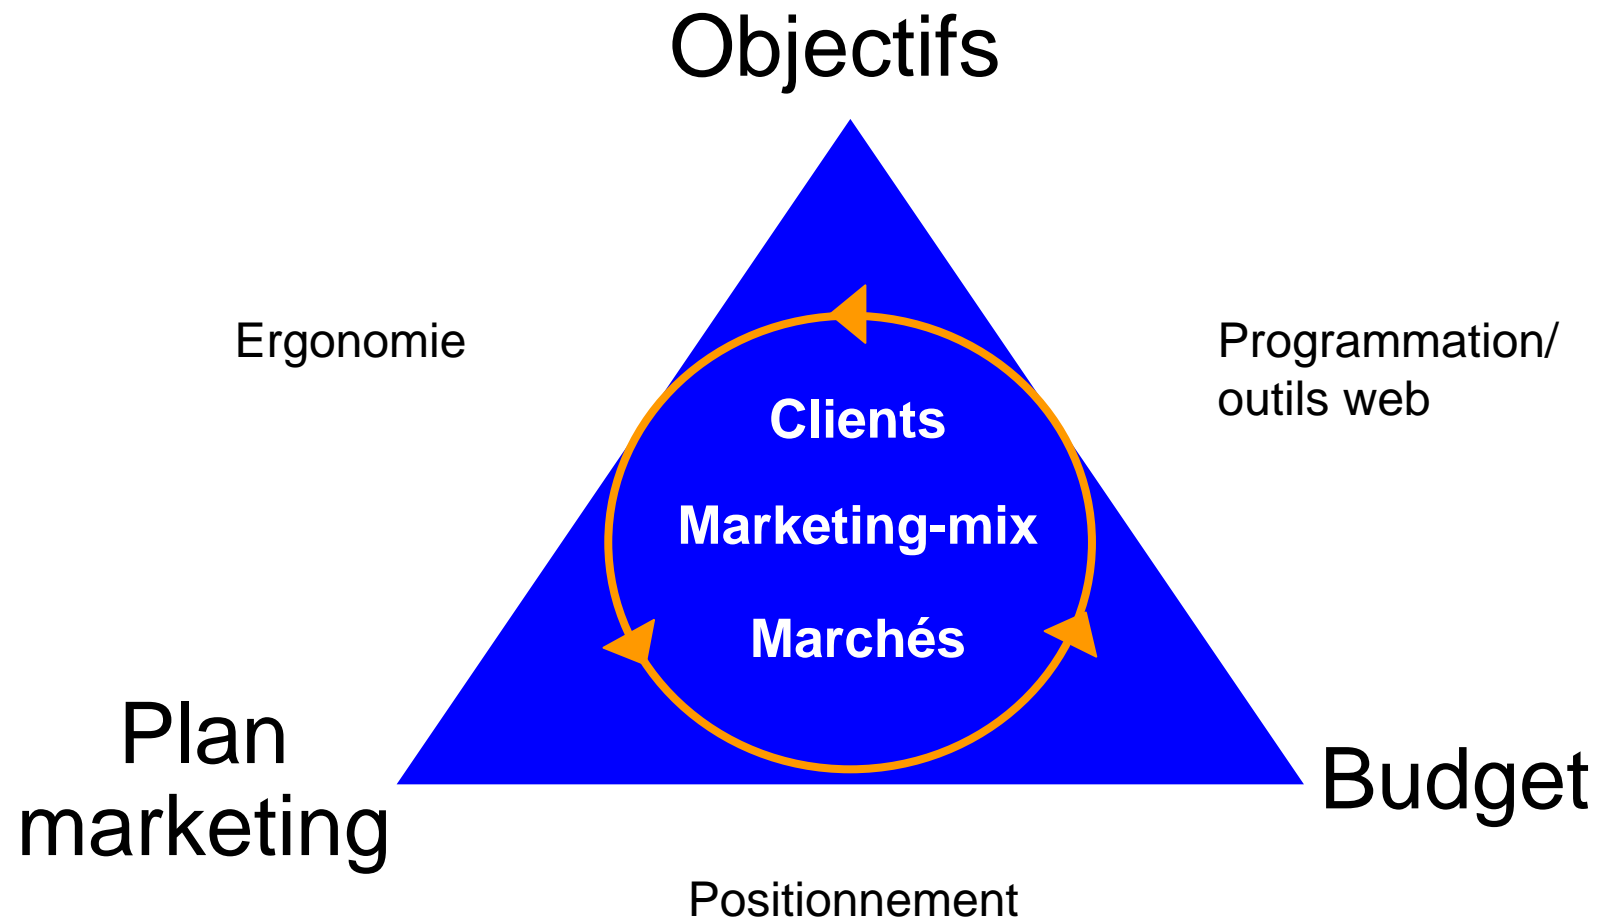 Objectifs
Ergonomie
Programmation/
outils web
Clients
Marketing-mix
Marchés
Plan
marketing
Budget
Positionnement